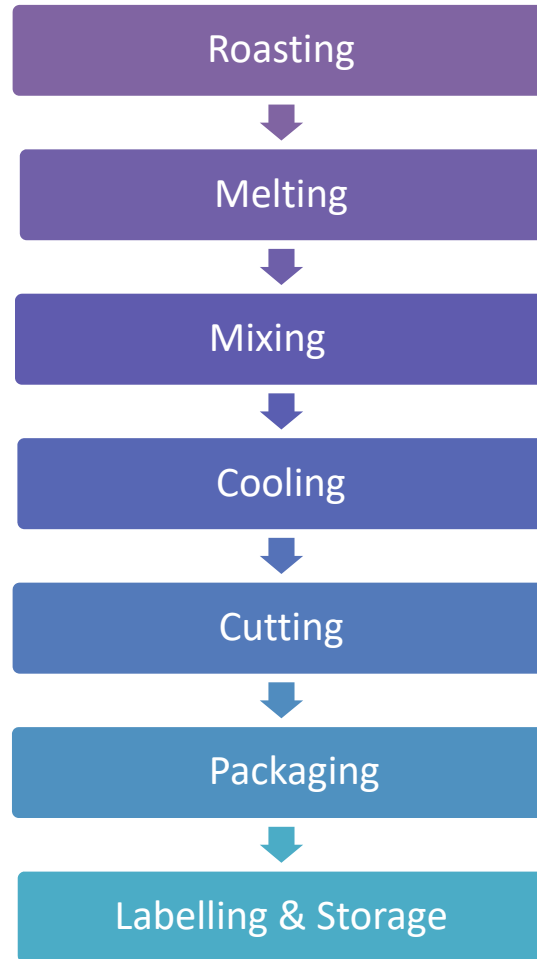 Roasting
Melting
Mixing
Cooling
Cutting
Packaging
Labelling & Storage